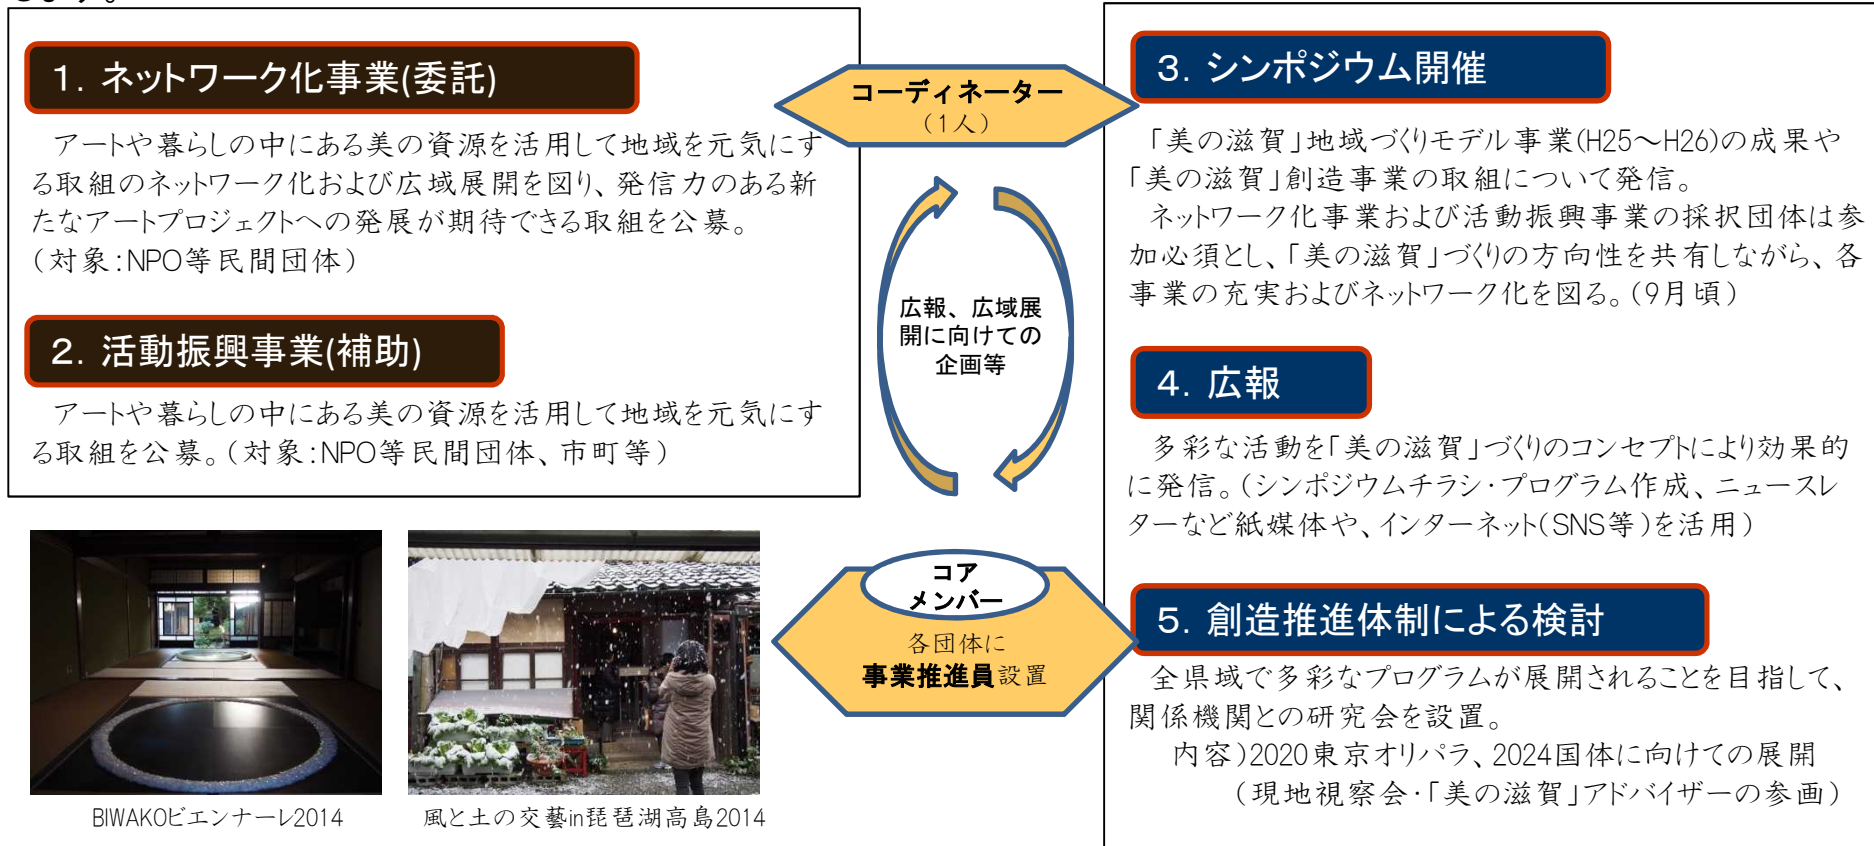 1．ネットワーク化事業(委託)
アートや暮らしの中にある美の資源を活用して地域を元気にす
る取組のネットワーク化および広域展開を図り、発信力のある新
たなアートプロジェクトへの発展が期待できる取組を公募。
（対象：NPO等民間団体）
2．活動振興事業(補助)
アートや暮らしの中にある美の資源を活用して地域を元気にす
る取組を公募。（対象：NPO等民間団体、市町等）
BIWAKOビエンナーレ2014
風と土の交藝in琵琶湖高島2014
コーディネーター
（1人）
広報、広域展
開に向けての
企画等
コア
メンバー
各団体に
事業推進員設置
3．シンポジウム開催
「美の滋賀」地域づくりモデル事業(H25～H26)の成果や
「美の滋賀」創造事業の取組について発信。
ネットワーク化事業および活動振興事業の採択団体は参
加必須とし、「美の滋賀」づくりの方向性を共有しながら、各
事業の充実およびネットワーク化を図る。（9月頃）
4．広報
多彩な活動を「美の滋賀」づくりのコンセプトにより効果的
に発信。（シンポジウムチラシ・プログラム作成、ニュースレ
ターなど紙媒体や、インターネット(SNS等)を活用）
5．創造推進体制による検討
全県域で多彩なプログラムが展開されることを目指して、
関係機関との研究会を設置。
内容）2020東京オリパラ、2024国体に向けての展開
（現地視察会・「美の滋賀」アドバイザーの参画）